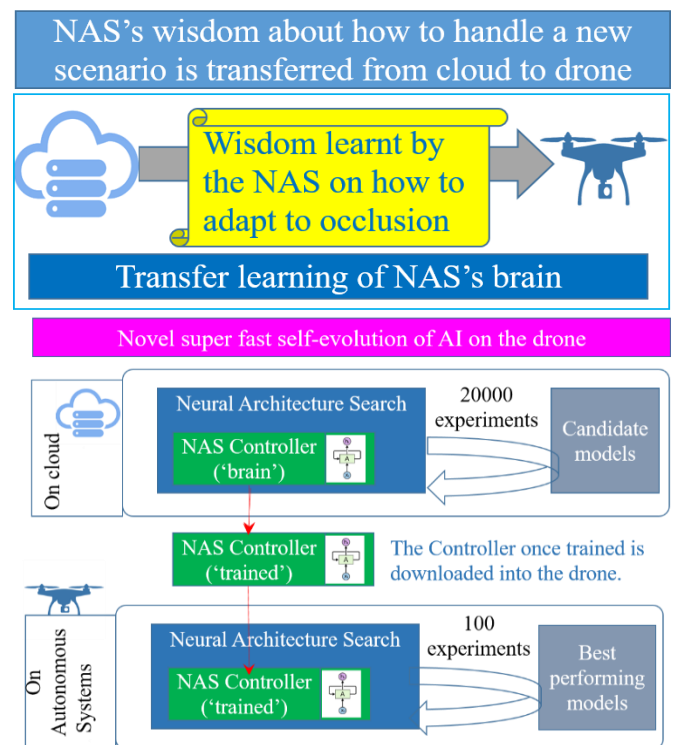 NAS's wisdom about how to handle a new
scenario is transferred from cloud to drone
Wisdom learnt by
the NAS on how to
adapt to occlusion
Transfer learning of NAS's brain
Novel super fast self-evolution of AI on the drone
On cloud
Neural Architecture Search
NAS Controller
('brain')
A
20000
experiments
Candidate
models
NAS Controller
('trained')
A
The Controller once trained is
downloaded into the drone.
On
Autonomous
Systems
Neural Architecture Search
NAS Controller
('trained')
A
100
experiments
Best
performing
models